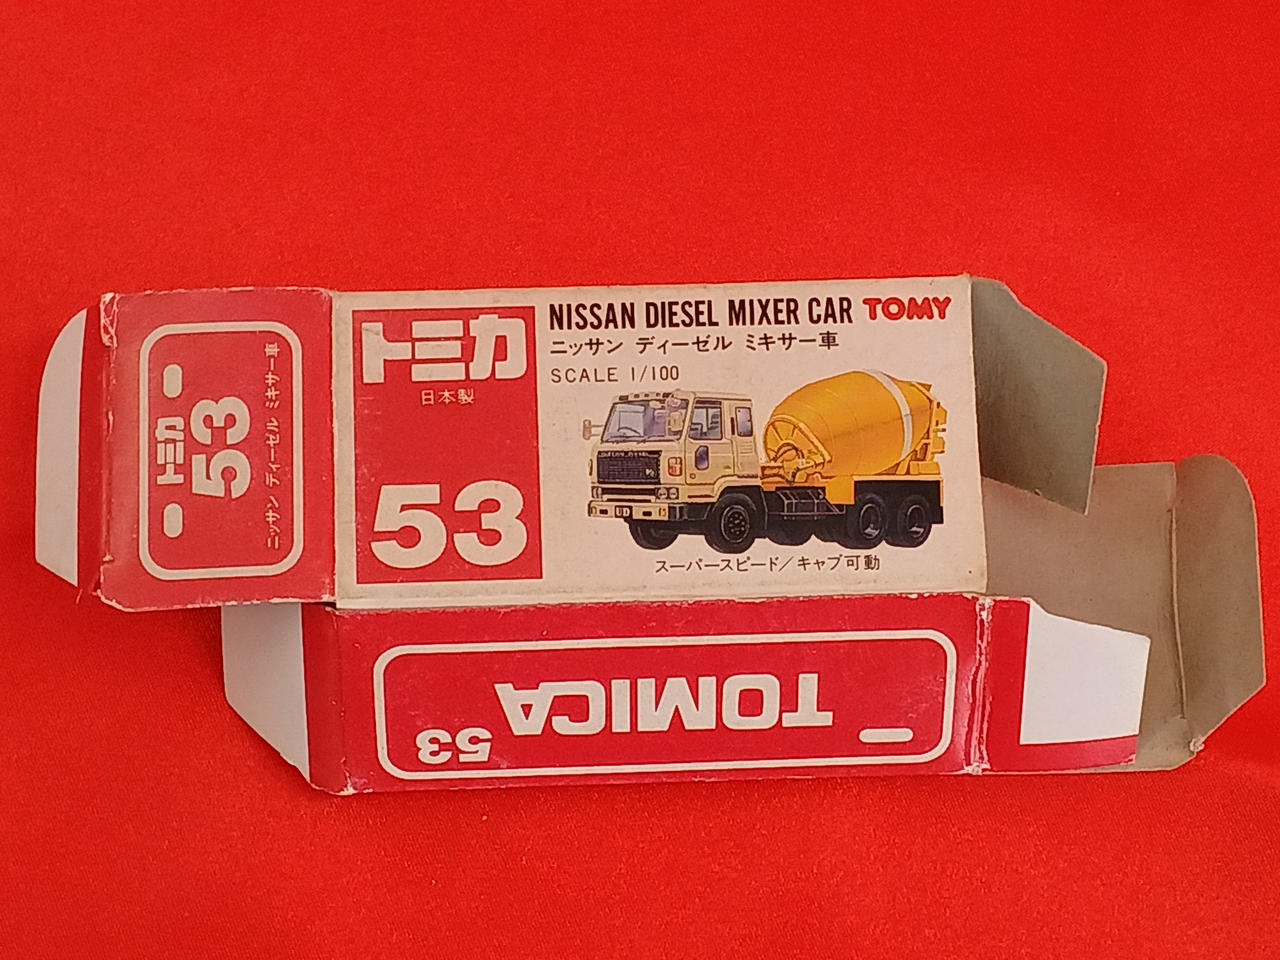 トミカ
53
ニッサン ディーゼル ミキサー車
トミカ
日本製
53
NISSAN DIESEL MIXER CAR TOMY
ニッサン ディーゼル ミキサー車
SCALE 1/100
UD
スーパースピード/キャブ可動
TOMICA
53